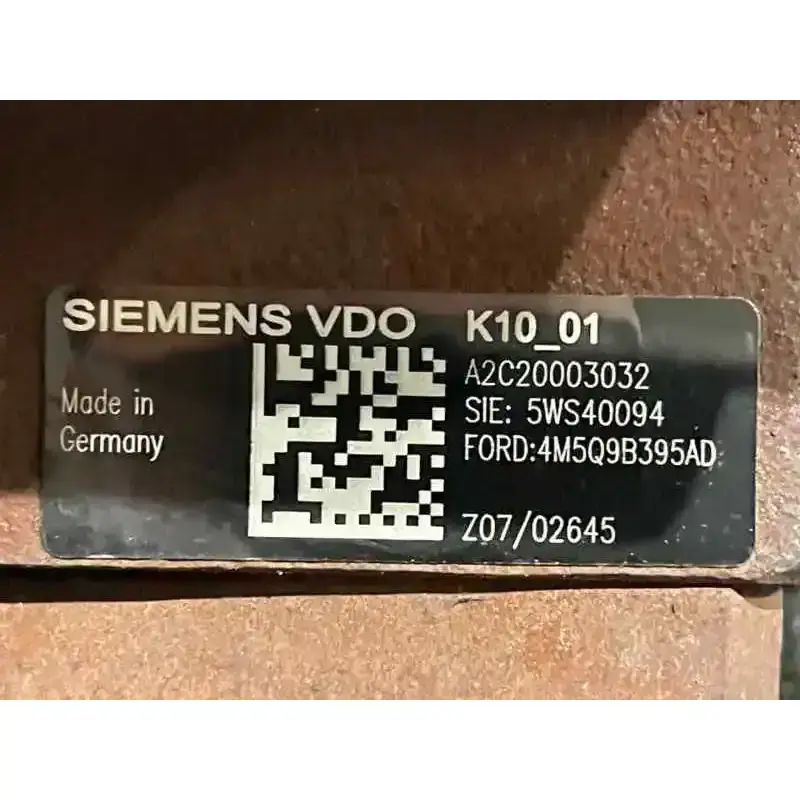 SIEMENS VDO K10_01
A2C20003032
Made in
Germany
SIE: 5WS40094
FORD:4M5Q9B395AD
Z07/02645